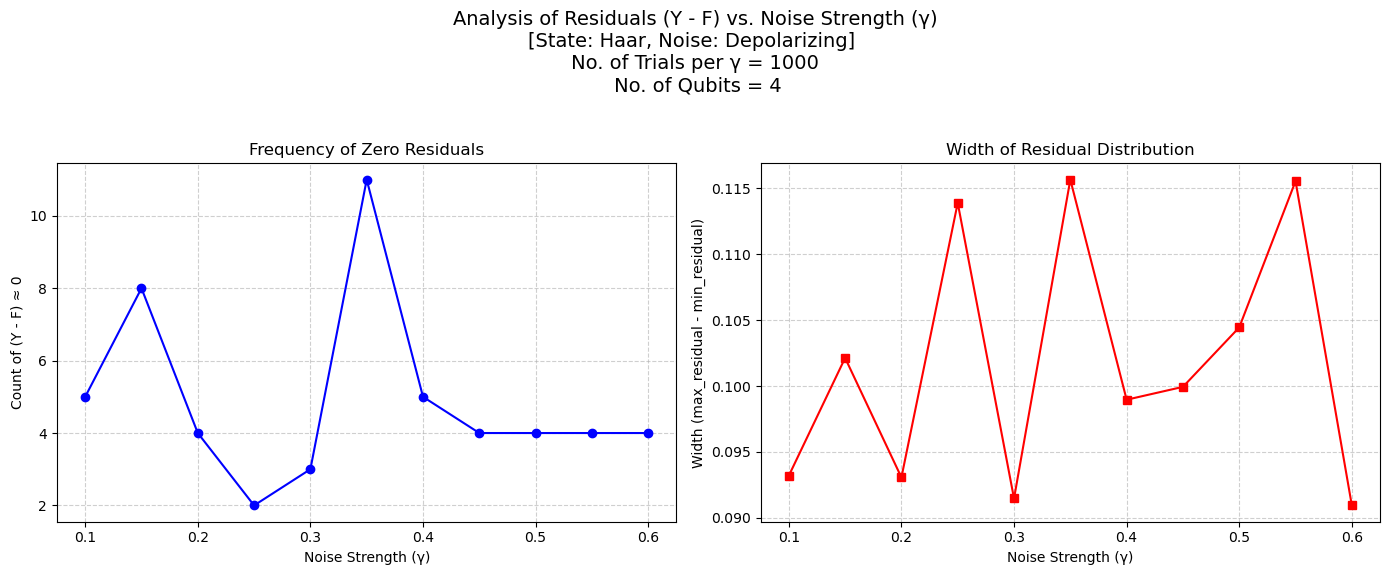 Analysis of Residuals (Y - F) vs. Noise Strength (γ)
[State: Haar, Noise: Depolarizing]
No. of Trials per γ = 1000
No. of Qubits = 4
Frequency of Zero Residuals
Count of (Y - F) ≈ 0
10
8
6
4
2
0.1 0.2 0.3 0.4 0.5 0.6
Noise Strength (γ)
Width of Residual Distribution
Width (max_residual - min_residual)
0.115
0.110
0.105
0.100
0.095
0.090
0.1 0.2 0.3 0.4 0.5 0.6
Noise Strength (γ)